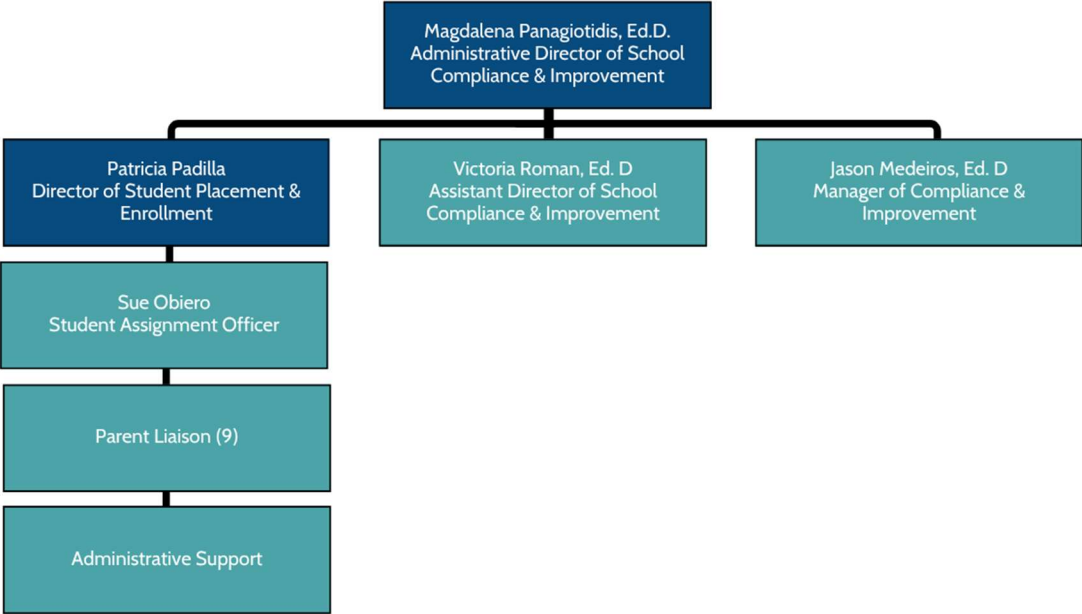 Magdalena Panagiotidis, Ed.D.
Administrative Director of School
Compliance & Improvement
Patricia Padilla
Director of Student Placement &
Enrollment
Victoria Roman, Ed. D
Assistant Director of School
Compliance & Improvement
Jason Medeiros, Ed. D
Manager of Compliance &
Improvement
Sue Obiero
Student Assignment Officer
Parent Liaison (9)
Administrative Support